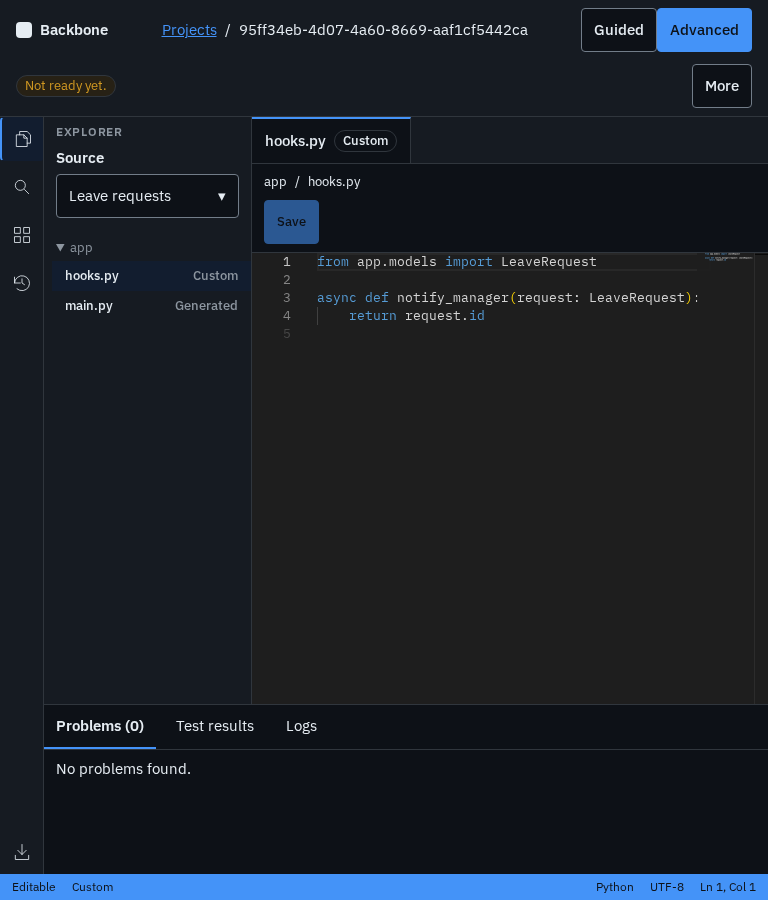 Backbone
Projects / 95ff34eb-4d07-4a60-8669-aaf1cf5442ca
Guided
Advanced
Not ready yet.
More
EXPLORER
Source
Leave requests ▼
▼ app
hooks.py Custom
main.py Generated
hooks.py Custom
app / hooks.py
Save
1 from app.models import LeaveRequest
2
3 async def notify_manager(request: LeaveRequest):
4 return request.id
5
Problems (0)
Test results
Logs
No problems found.
Editable Custom
Python UTF-8 Ln 1, Col 1